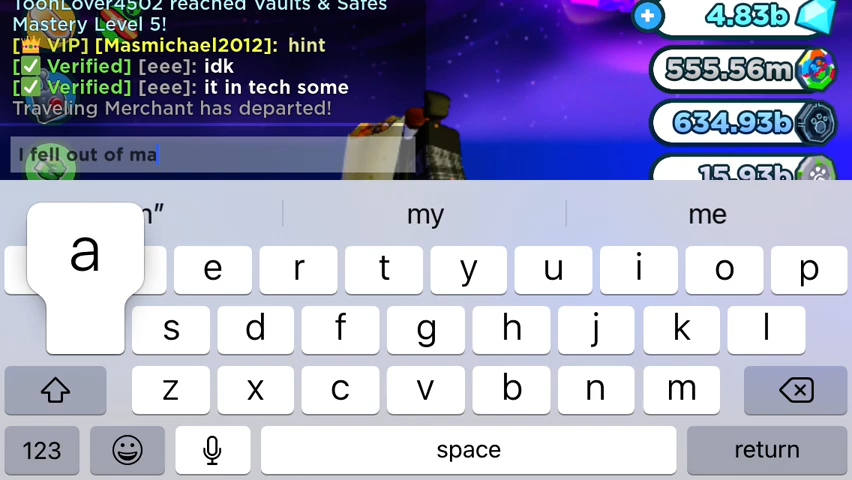 ToonLover4502 reached Vaults & Safes
Mastery Level 5!
[👑 VIP] [Masmichael2012]: hint
[✅ Verified] [eee]: idk
[✅ Verified] [eee]: it in tech some
Traveling Merchant has departed!
I fell out of ma
4.83b
555.56m
634.93b
15.93b
my me
a e r t y u i o p
s d f g h j k l
z x c v b n m
123 space return